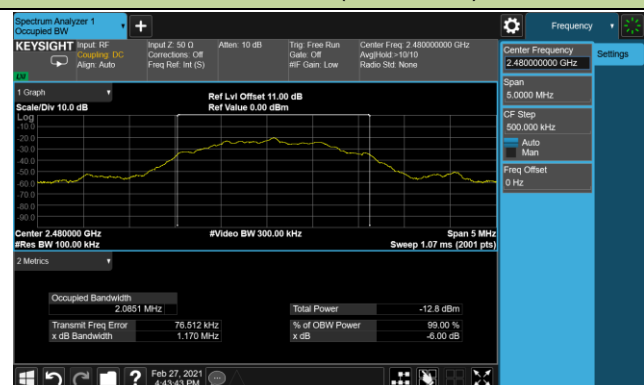 Spectrum Analyzer 1
Occupied BW
Frequency
KEYSIGHT
Input: RF
Coupling: DC
Align: Auto
Input Z: 50 Ω
Corrections: Off
Freq Ref: Int (S)
Atten: 10 dB
Trig: Free Run
Gate: Off
#IF Gain: Low
Center Freq: 2.480000000 GHz
Avg|Hold:>10/10
Radio Std: None
LVI
1 Graph
Scale/Div 10.0 dB
Ref Lvl Offset 11.00 dB
Ref Value 0.00 dBm
Log
-10.0
-20.0
-30.0
-40.0
-50.0
-60.0
-70.0
-80.0
-90.0
Center 2.480000 GHz
#Res BW 100.00 kHz
#Video BW 300.00 kHz
Span 5 MHz
Sweep 1.07 ms (2001 pts)
2 Metrics
Occupied Bandwidth
2.0851 MHz
Total Power -12.8 dBm
Transmit Freq Error 76.512 kHz
% of OBW Power 99.00 %
x dB Bandwidth 1.170 MHz
x dB -6.00 dB
Feb 27, 2021
4:43:43 PM
Center Frequency
2.480000000 GHz
Settings
Span
5.0000 MHz
CF Step
500.000 kHz
Auto
Man
Freq Offset
0 Hz